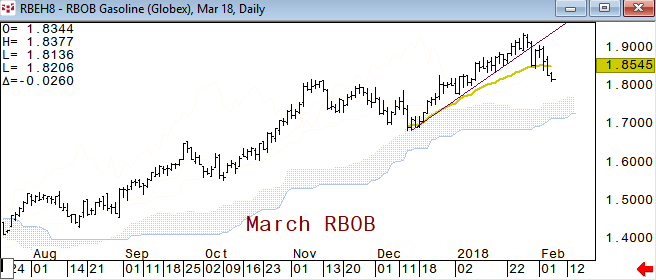 RBEH8 - RBOB Gasoline (Globex), Mar 18, Daily
O= 1.8344
H= 1.8377
L= 1.8136
L= 1.8206
Δ=-0.0260
1.9000
1.8545
1.8000
1.7000
1.6000
1.5000
1.4000
March RBOB
Aug Sep Oct Nov Dec 2018 Feb
24 14 21 01 11 18 25 02 09 16 23 01 13 20 01 11 18 02 16 01 12